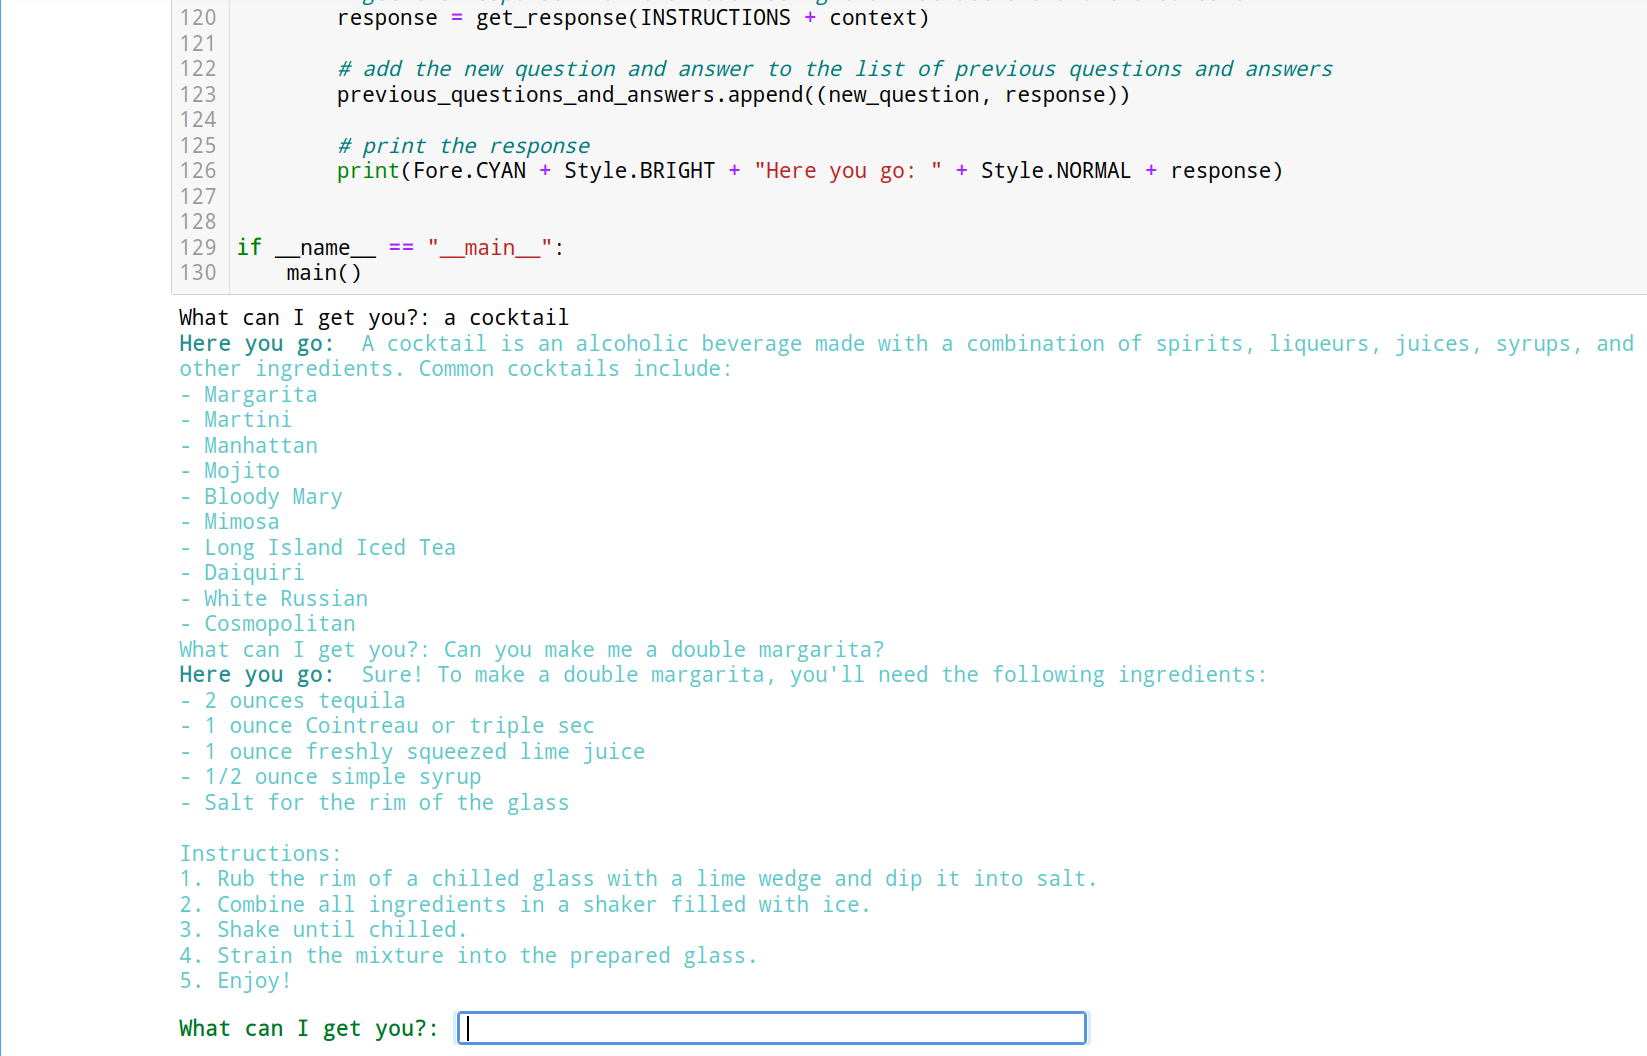 120 response = get_response(INSTRUCTIONS + context)
121
122 # add the new question and answer to the list of previous questions and answers
123 previous_questions_and_answers.append((new_question, response))
124
125 # print the response
126 print(Fore.CYAN + Style.BRIGHT + "Here you go: " + Style.NORMAL + response)
127
128
129 if __name__ == "__main__":
130 main()
What can I get you?: a cocktail
Here you go:  A cocktail is an alcoholic beverage made with a combination of spirits, liqueurs, juices, syrups, and
other ingredients. Common cocktails include:
- Margarita
- Martini
- Manhattan
- Mojito
- Bloody Mary
- Mimosa
- Long Island Iced Tea
- Daiquiri
- White Russian
- Cosmopolitan
What can I get you?: Can you make me a double margarita?
Here you go:  Sure! To make a double margarita, you'll need the following ingredients:
- 2 ounces tequila
- 1 ounce Cointreau or triple sec
- 1 ounce freshly squeezed lime juice
- 1/2 ounce simple syrup
- Salt for the rim of the glass
Instructions:
1. Rub the rim of a chilled glass with a lime wedge and dip it into salt.
2. Combine all ingredients in a shaker filled with ice.
3. Shake until chilled.
4. Strain the mixture into the prepared glass.
5. Enjoy!
What can I get you?: